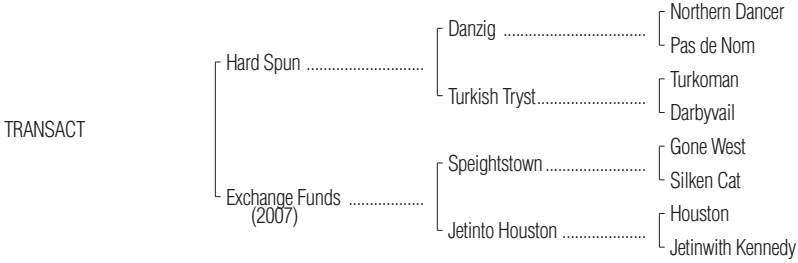 Northern Dancer
Danzig ................................
Pas de Nom
Hard Spun ...........................
Turkoman
Turkish Tryst.........................
Darbyvail
TRANSACT
Gone West
Speightstown .......................
Silken Cat
Exchange Funds .................
(2007)
Houston
Jetinto Houston ...................
Jetinwith Kennedy